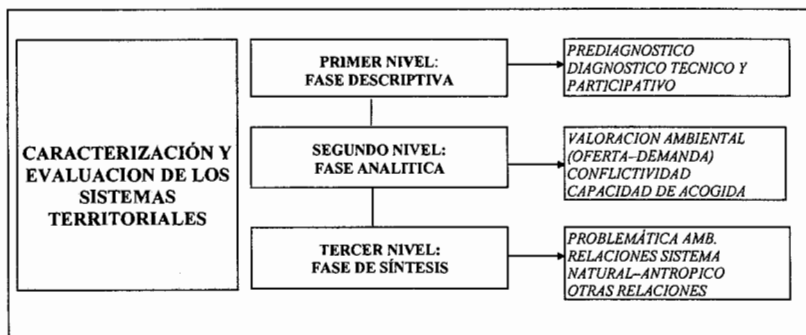 CARACTERIZACIÓN Y
EVALUACION DE LOS
SISTEMAS
TERRITORIALES
PRIMER NIVEL:
FASE DESCRIPTIVA
PREDIAGNOSTICO
DIAGNOSTICO TECNICO Y
PARTICIPATIVO
SEGUNDO NIVEL:
FASE ANALITICA
VALORACION AMBIENTAL
(OFERTA–DEMANDA)
CONFLICTIVIDAD
CAPACIDAD DE ACOGIDA
TERCER NIVEL:
FASE DE SÍNTESIS
PROBLEMÁTICA AMB.
RELACIONES SISTEMA
NATURAL–ANTROPICO
OTRAS RELACIONES